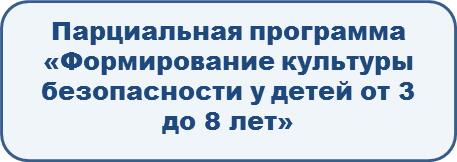 Парциальная программа
«Формирование культуры
безопасности у детей от 3
до 8 лет»